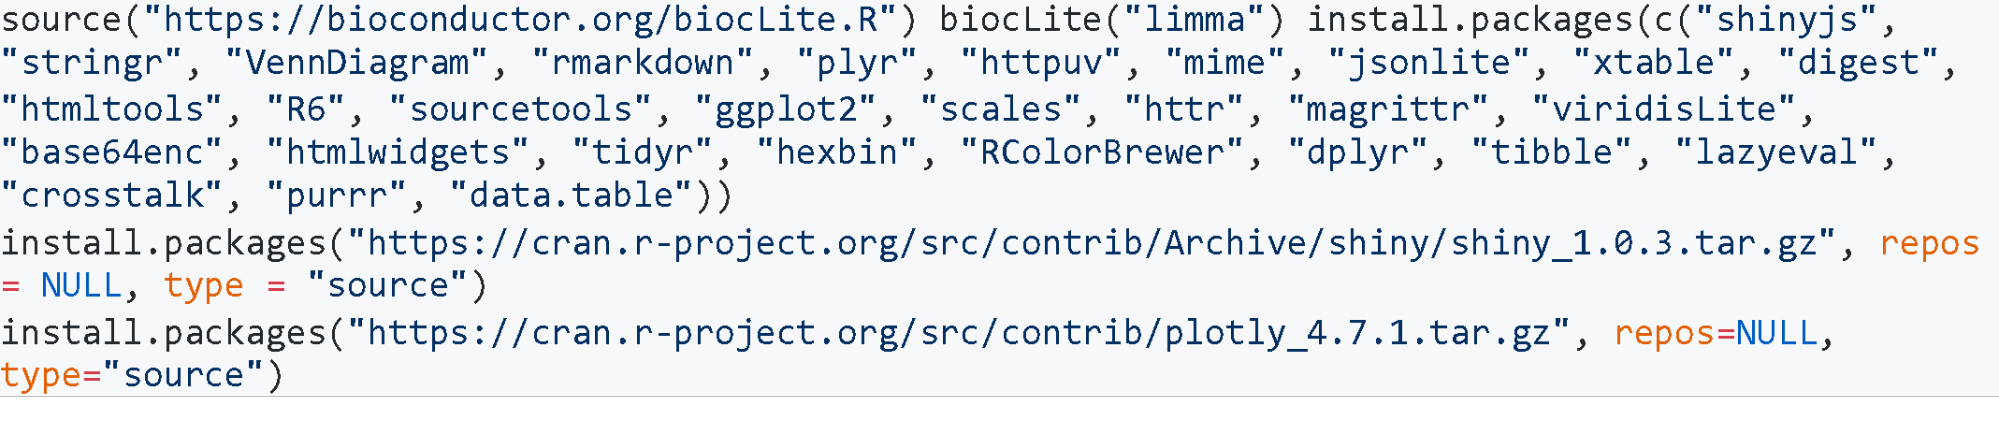 source("https://bioconductor.org/biocLite.R") biocLite("limma") install.packages(c("shinyjs",
"stringr", "VennDiagram", "rmarkdown", "plyr", "httpuv", "mime", "jsonlite", "xtable", "digest",
"htmltools", "R6", "sourcetools", "ggplot2", "scales", "httr", "magrittr", "viridisLite",
"base64enc", "htmlwidgets", "tidyr", "hexbin", "RColorBrewer", "dplyr", "tibble", "lazyeval",
"crosstalk", "purrr", "data.table"))
install.packages("https://cran.r-project.org/src/contrib/Archive/shiny/shiny_1.0.3.tar.gz", repos
= NULL, type = "source")
install.packages("https://cran.r-project.org/src/contrib/plotly_4.7.1.tar.gz", repos=NULL,
type="source")